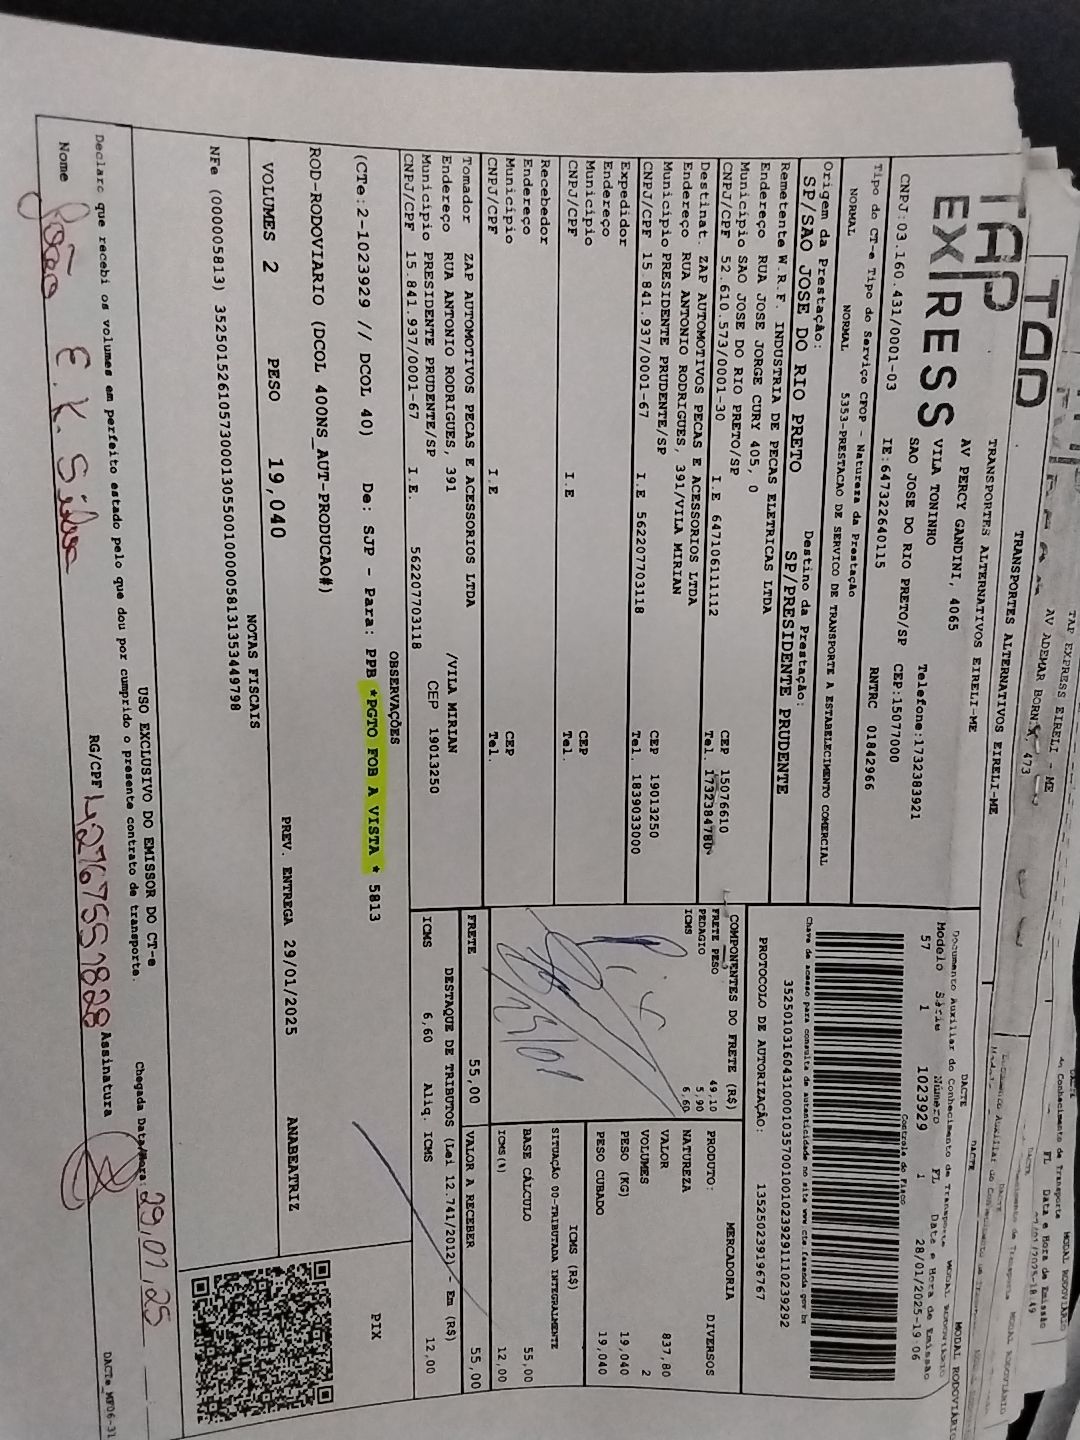 TAP
EXPRESS
TRANSPORTES ALTERNATIVOS EIRELI-ME
AV PERCY GANDINI, 4065
VILA TONINHO
SAO JOSE DO RIO PRETO/SP
Telefone:1732383921
CEP:15077000
CNPJ:03.160.431/0001-03
IE:647322640115
RNTRC 01842966
DACTE
MODAL RODOVIÁRIO
Documento Auxiliar do Conhecimento de Transporte
Modelo Série Número FL Data e Hora de Emissão
57 1 1023929 1 28/01/2025-19:06
Controle do Fisco
Tipo do CT-e Tipo do Serviço CFOP - Natureza da Prestação
NORMAL NORMAL 5353-PRESTACAO DE SERVICO DE TRANSPORTE A ESTABELECIMENTO COMERCIAL
Chave de acesso para consulta de autenticidade no site www.cte.fazenda.gov.br
Origem da Prestação: Destino da Prestação:
SP/SAO JOSE DO RIO PRETO SP/PRESIDENTE PRUDENTE
PROTOCOLO DE AUTORIZAÇÃO: 135250239196767
Remetente W.R.F. INDUSTRIA DE PECAS ELETRICAS LTDA
Endereço RUA JOSE JORGE CURY 405, 0
Municipio SAO JOSE DO RIO PRETO/SP CEP 15076610
CNPJ/CPF 52.610.573/0001-30 I.E 647106111112
Destinat. ZAP AUTOMOTIVOS PECAS E ACESSORIOS LTDA
Endereço RUA ANTONIO RODRIGUES, 391/VILA MIRIAN
Municipio PRESIDENTE PRUDENTE/SP CEP 19013250
CNPJ/CPF 15.841.937/0001-67 I.E 562207703118 Tel. 1839033000
Expedidor
Endereço
Municipio CEP
CNPJ/CPF I.E Tel.
Recebedor
Endereço
Municipio CEP
CNPJ/CPF I.E Tel.
Tomador ZAP AUTOMOTIVOS PECAS E ACESSORIOS LTDA
Endereço RUA ANTONIO RODRIGUES, 391 /VILA MIRIAN
Municipio PRESIDENTE PRUDENTE/SP CEP 19013250
CNPJ/CPF 15.841.937/0001-67 I.E. 562207703118
COMPONENTES DO FRETE (R$)
FRETE PESO 49,10
PEDAGIO 5,90
ICMS 6,60
MERCADORIA
PRODUTO: DIVERSOS
NATUREZA
VALOR 837,80
VOLUMES 2
PESO (KG) 19,040
PESO CUBADO 19,040
ICMS (R$)
SITUAÇÃO 00-TRIBUTADA INTEGRALMENTE
BASE CÁLCULO 55,00
ICMS(%) 12,00
FRETE 55,00 VALOR A RECEBER 55,00
DESTAQUE DE TRIBUTOS (Lei 12.741/2012) - Em (R$)
ICMS 6,60 Aliq. ICMS 12,00
OBSERVAÇÕES
(CTe:2-1023929 // DCOL 40) De: SJP - Para: PPB *PGTO FOB A VISTA * 5813
PIX
ROD-RODOVIARIO (DCOL 400NS_AUT-PRODUCAO#)
VOLUMES 2 PESO 19,040 PREV. ENTREGA 29/01/2025 ANABEATRIZ
NOTAS FISCAIS
NFe (000005813) 35250152610573000130550010000058131353449798
USO EXCLUSIVO DO EMISSOR DO CT-e
Declaro que recebi os volumes em perfeito estado pelo que dou por cumprido o presente contrato de transporte. Chegada Data/Hora: 29,01,25
Nome João E. K. Silva RG/CPF 42767551828 Assinatura
DACTe_MF06-31